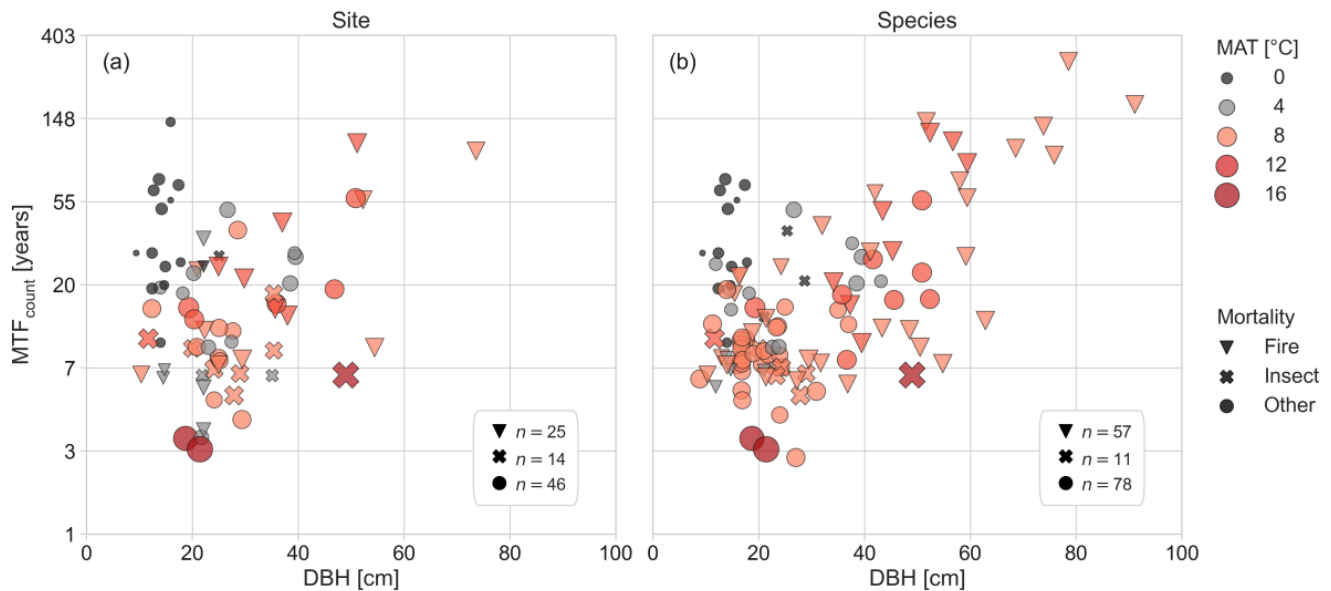 Site
Species
MAT [°C]
(a)
(b)
403
148
55
20
7
3
1
MTFcount [years]
0
4
8
12
16
Mortality
Fire
Insect
Other
n = 25
n = 14
n = 46
n = 57
n = 11
n = 78
0 20 40 60 80 100
0 20 40 60 80 100
DBH [cm]
DBH [cm]